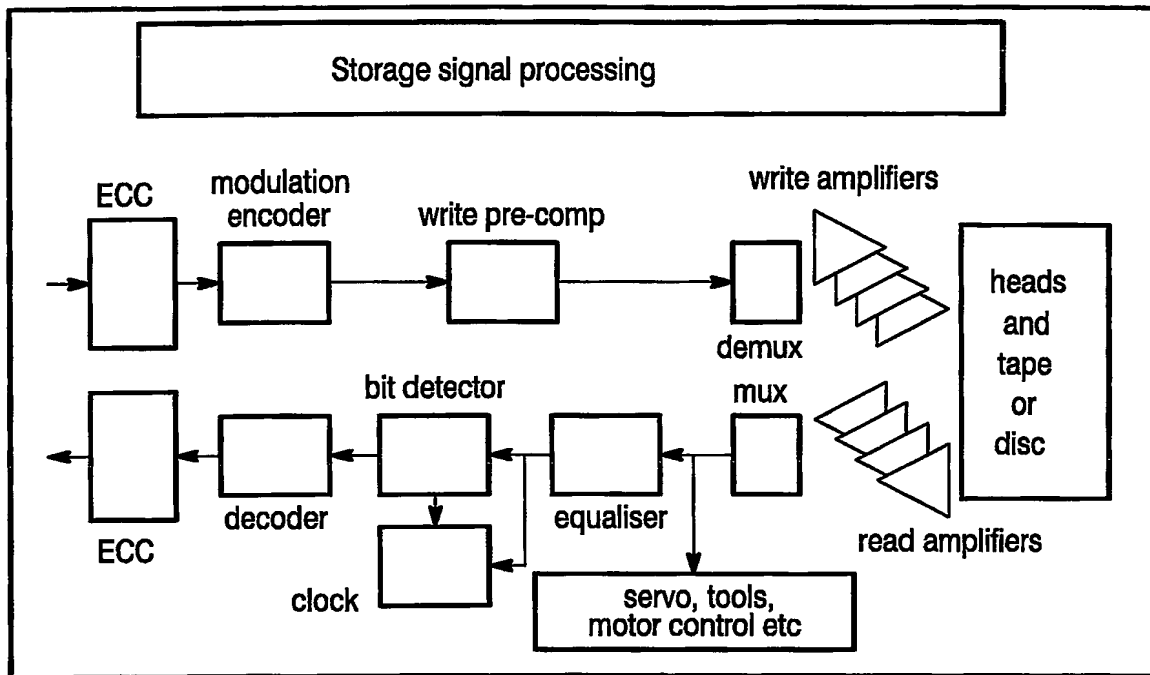 Storage signal processing
ECC
modulation
encoder
write pre-comp
write amplifiers
demux
heads
and
tape
or
disc
mux
bit detector
decoder
equaliser
read amplifiers
ECC
clock
servo, tools,
motor control etc